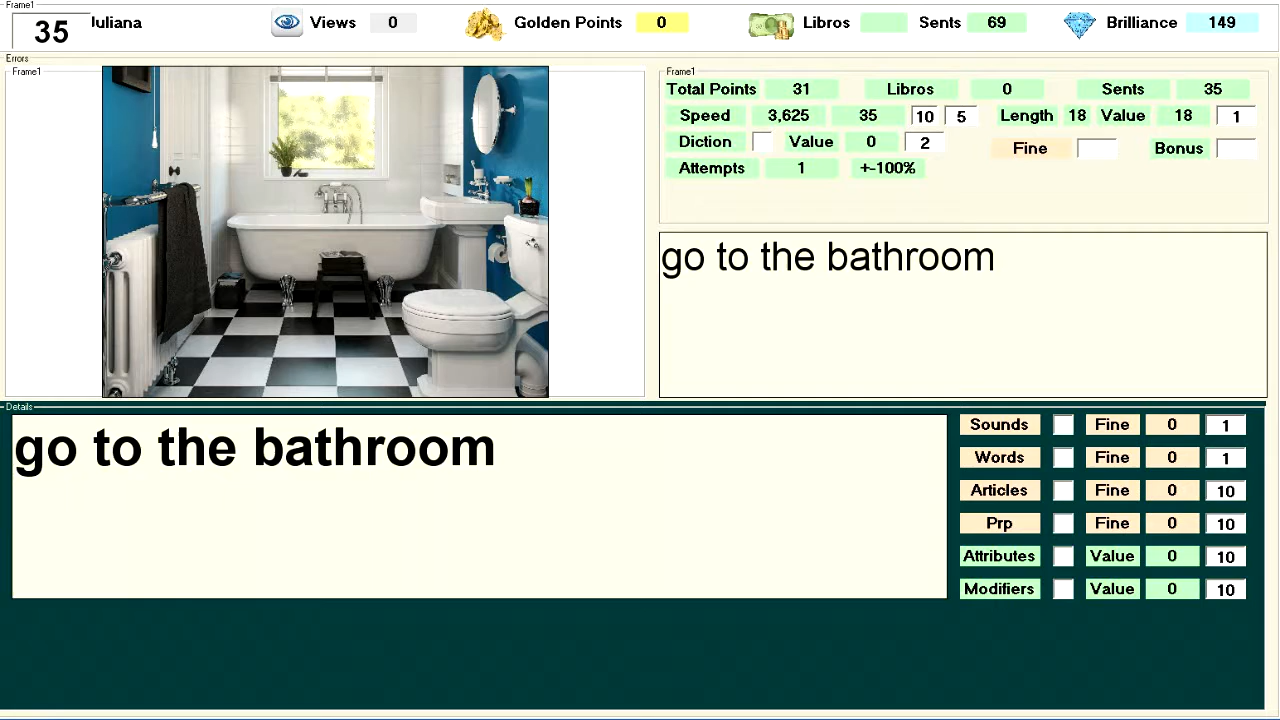 Frame1
35 Juliana Views 0 Golden Points 0 Libros Sents 69 Brilliance 149
Errors
Frame1
Frame1
Total Points 31 Libros 0 Sents 35
Speed 3,625 35 10 5 Length 18 Value 18 1
Diction Value 0 2 Fine Bonus
Attempts 1 +-100%
go to the bathroom
Details
go to the bathroom
Sounds Fine 0 1
Words Fine 0 1
Articles Fine 0 10
Prp Fine 0 10
Attributes Value 0 10
Modifiers Value 0 10